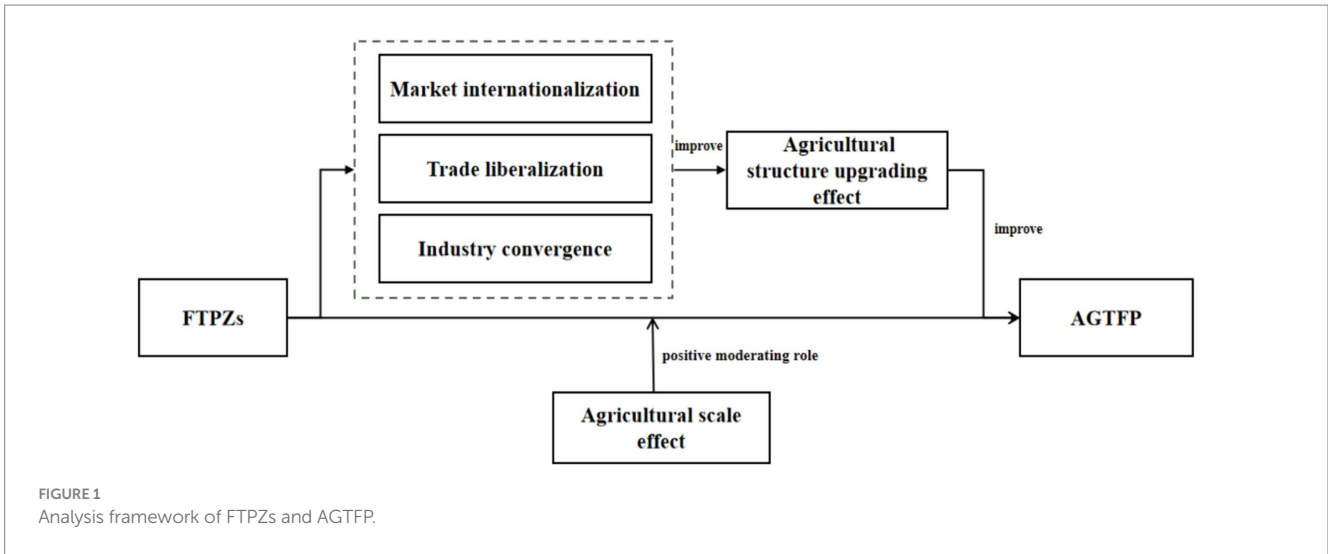 Market internationalization
Trade liberalization
Industry convergence
improve
Agricultural
structure upgrading
effect
improve
FTPZs
AGTFP
positive moderating role
Agricultural scale
effect
FIGURE 1
Analysis framework of FTPZs and AGTFP.